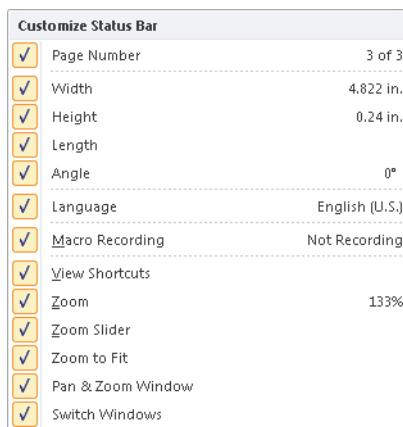 Customize Status Bar
Page Number 3 of 3
Width 4.822 in.
Height 0.24 in.
Length
Angle 0°
Language English (U.S.)
Macro Recording Not Recording
View Shortcuts
Zoom 133%
Zoom Slider
Zoom to Fit
Pan & Zoom Window
Switch Windows